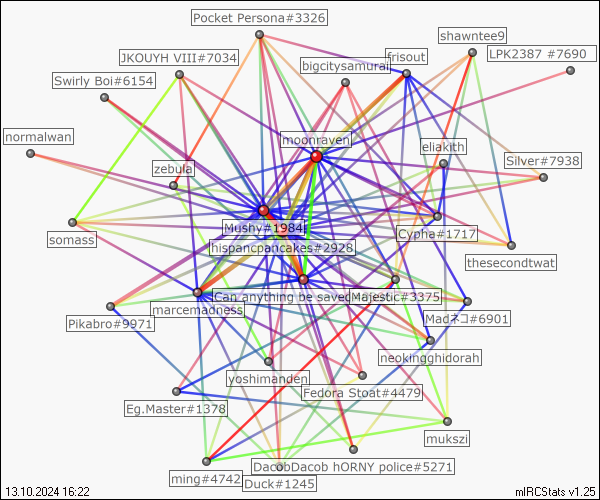 Pocket Persona#3326
shawntee9
JKOUYH VIII#7034
bigcitysamurai
frisout
LPK2387 #7690
Swirly Boi#6154
normalwan
moonraven
eliakith
zebula
Silver#7938
Mushy#1984
Cypha#1717
somass
hispancpancakes#2928
thesecondtwat
Can anything be saved
Majestic#3375
marcemadness
Pikabro#9971
Madネコ#6901
neokingghidorah
yoshimanden
Fedora Stoat#4479
Eg.Master#1378
mukszi
DacobDacob hORNY police#5271
ming#4742
Duck#1245
13.10.2024 16:22
mIRCStats v1.25